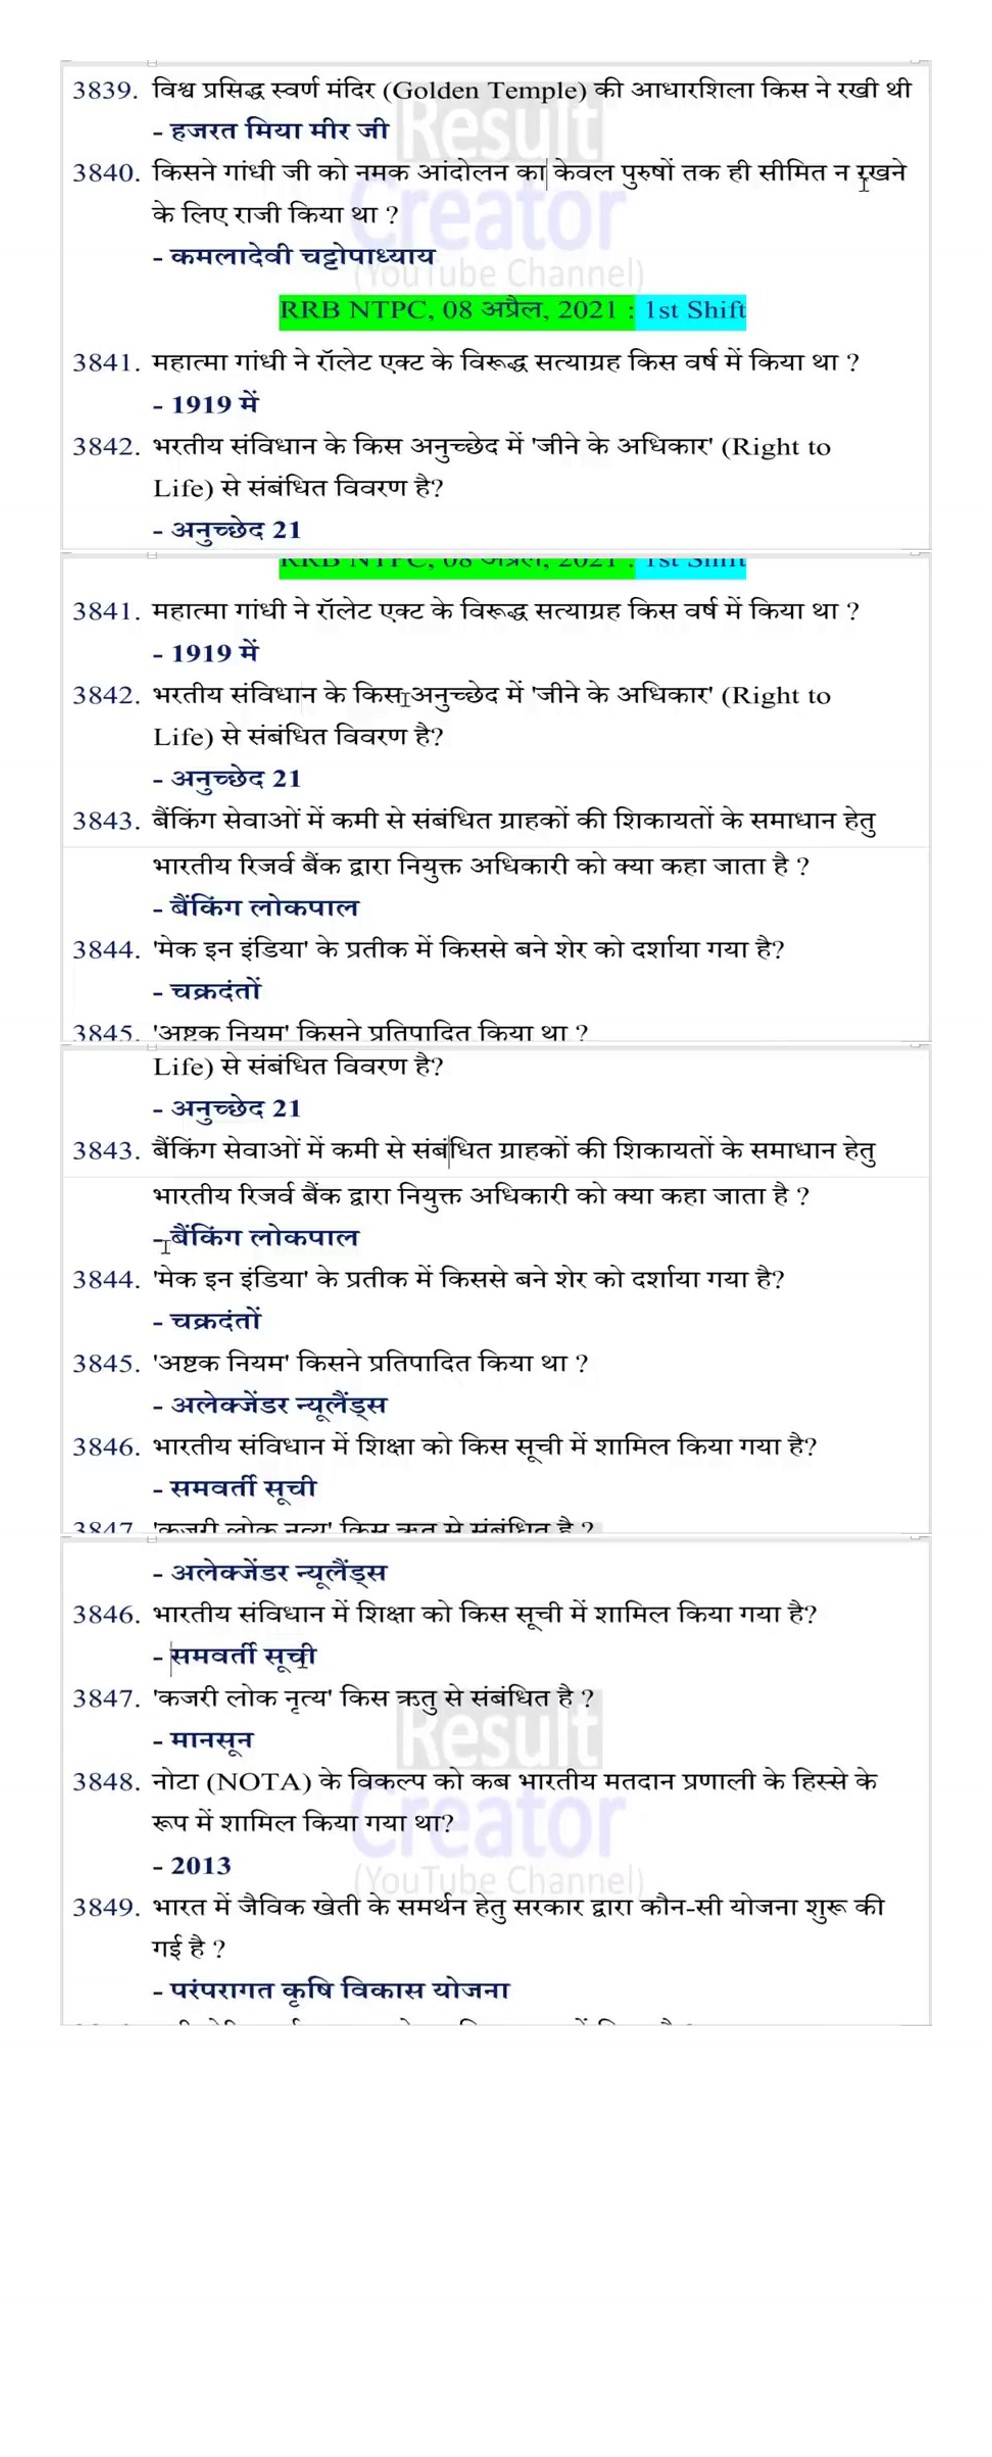 3839. विश्व प्रसिद्ध स्वर्ण मंदिर (Golden Temple) की आधारशिला किस ने रखी थी
- हजरत मिया मीर जी
3840. किसने गांधी जी को नमक आंदोलन का केवल पुरुषों तक ही सीमित न रखने
के लिए राजी किया था ?
- कमलादेवी चट्टोपाध्याय
Result
Creator
(YouTube Channel)
RRB NTPC, 08 अप्रैल, 2021 : 1st Shift
3841. महात्मा गांधी ने रॉलेट एक्ट के विरूद्ध सत्याग्रह किस वर्ष में किया था ?
- 1919 में
3842. भरतीय संविधान के किस अनुच्छेद में 'जीने के अधिकार' (Right to
Life) से संबंधित विवरण है?
- अनुच्छेद 21
RRB NTPC, 08 अप्रैल, 2021 : 1st Shift
3841. महात्मा गांधी ने रॉलेट एक्ट के विरूद्ध सत्याग्रह किस वर्ष में किया था ?
- 1919 में
3842. भरतीय संविधान के किस अनुच्छेद में 'जीने के अधिकार' (Right to
Life) से संबंधित विवरण है?
- अनुच्छेद 21
3843. बैंकिंग सेवाओं में कमी से संबंधित ग्राहकों की शिकायतों के समाधान हेतु
भारतीय रिजर्व बैंक द्वारा नियुक्त अधिकारी को क्या कहा जाता है ?
- बैंकिंग लोकपाल
3844. 'मेक इन इंडिया' के प्रतीक में किससे बने शेर को दर्शाया गया है?
- चक्रदंतों
3845. 'अष्टक नियम' किसने प्रतिपादित किया था ?
Life) से संबंधित विवरण है?
- अनुच्छेद 21
3843. बैंकिंग सेवाओं में कमी से संबंधित ग्राहकों की शिकायतों के समाधान हेतु
भारतीय रिजर्व बैंक द्वारा नियुक्त अधिकारी को क्या कहा जाता है ?
- बैंकिंग लोकपाल
3844. 'मेक इन इंडिया' के प्रतीक में किससे बने शेर को दर्शाया गया है?
- चक्रदंतों
3845. 'अष्टक नियम' किसने प्रतिपादित किया था ?
- अलेक्जेंडर न्यूलैंड्स
3846. भारतीय संविधान में शिक्षा को किस सूची में शामिल किया गया है?
- समवर्ती सूची
3847. 'कजरी लोक नृत्य' किस ऋतु से संबंधित है ?
- अलेक्जेंडर न्यूलैंड्स
3846. भारतीय संविधान में शिक्षा को किस सूची में शामिल किया गया है?
- समवर्ती सूची
3847. 'कजरी लोक नृत्य' किस ऋतु से संबंधित है ?
- मानसून
3848. नोटा (NOTA) के विकल्प को कब भारतीय मतदान प्रणाली के हिस्से के
रूप में शामिल किया गया था?
- 2013
Result
Creator
(YouTube Channel)
3849. भारत में जैविक खेती के समर्थन हेतु सरकार द्वारा कौन-सी योजना शुरू की
गई है ?
- परंपरागत कृषि विकास योजना